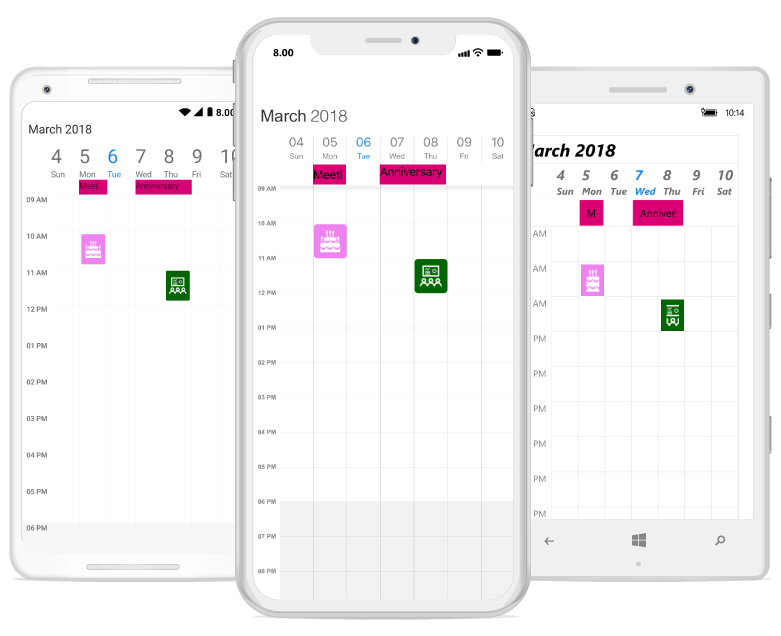 8.00
March 2018
4 5 6 7 8 9
Sun Mon Tue Wed Thu Fri Sat
Meeti Anniversary
09 AM
10 AM
11 AM
12 PM
01 PM
02 PM
03 PM
04 PM
05 PM
06 PM
8.00
March 2018
04 05 06 07 08 09 10
Sun Mon Tue Wed Thu Fri Sat
Meeti Anniversary
09 AM
10 AM
11 AM
12 PM
01 PM
02 PM
03 PM
04 PM
05 PM
06 PM
07 PM
08 PM
10:14
arch 2018
4 5 6 7 8 9 10
Sun Mon Tue Wed Thu Fri Sat
M Anniver
AM
AM
AM
PM
PM
PM
PM
PM
PM